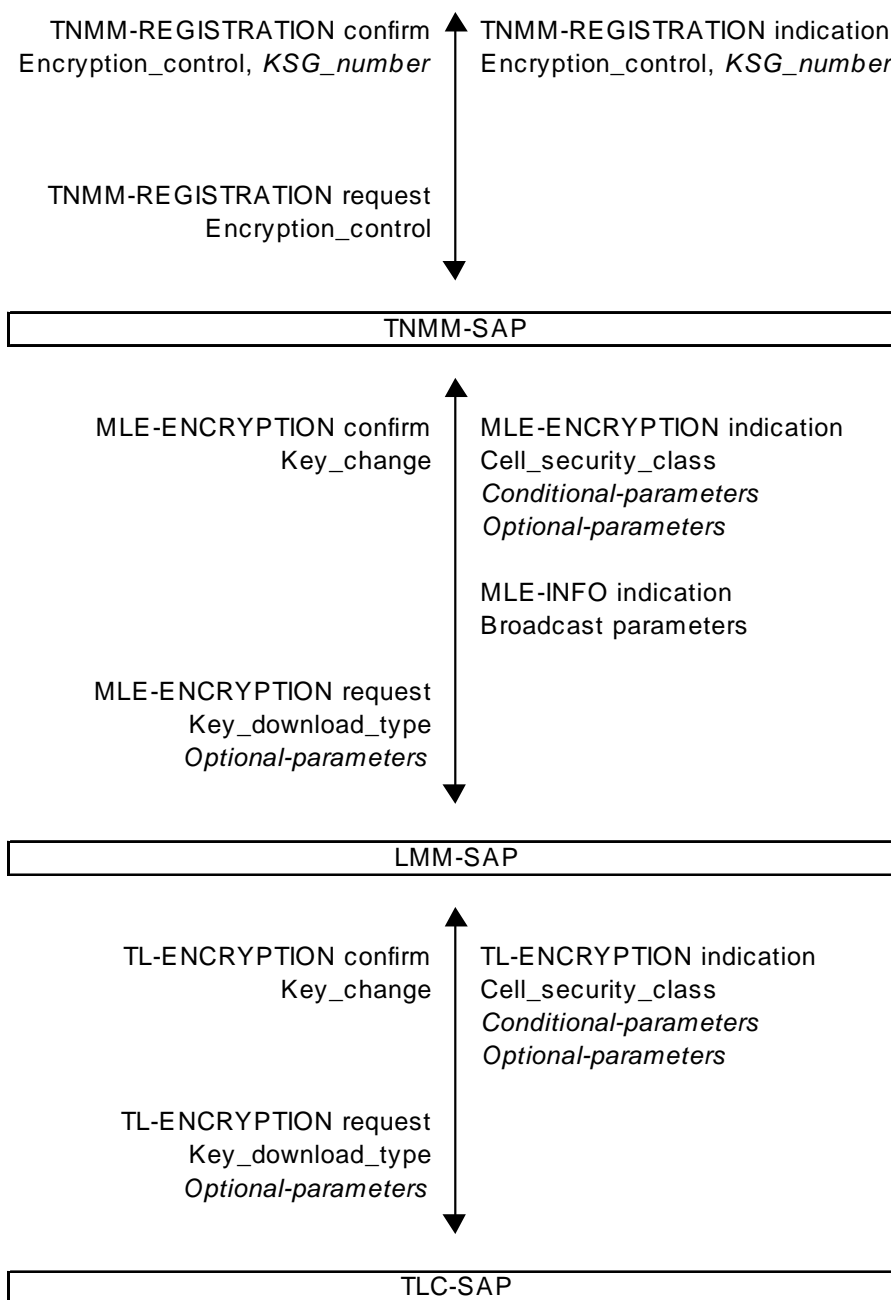 TNMM-REGISTRATION confirm
Encryption_control, KSG_number
TNMM-REGISTRATION indication
Encryption_control, KSG_number
TNMM-REGISTRATION request
Encryption_control
TNMM-SAP
MLE-ENCRYPTION confirm
Key_change
MLE-ENCRYPTION indication
Cell_security_class
Conditional-parameters
Optional-parameters
MLE-INFO indication
Broadcast parameters
MLE-ENCRYPTION request
Key_download_type
Optional-parameters
LMM-SAP
TL-ENCRYPTION confirm
Key_change
TL-ENCRYPTION indication
Cell_security_class
Conditional-parameters
Optional-parameters
TL-ENCRYPTION request
Key_download_type
Optional-parameters
TLC-SAP